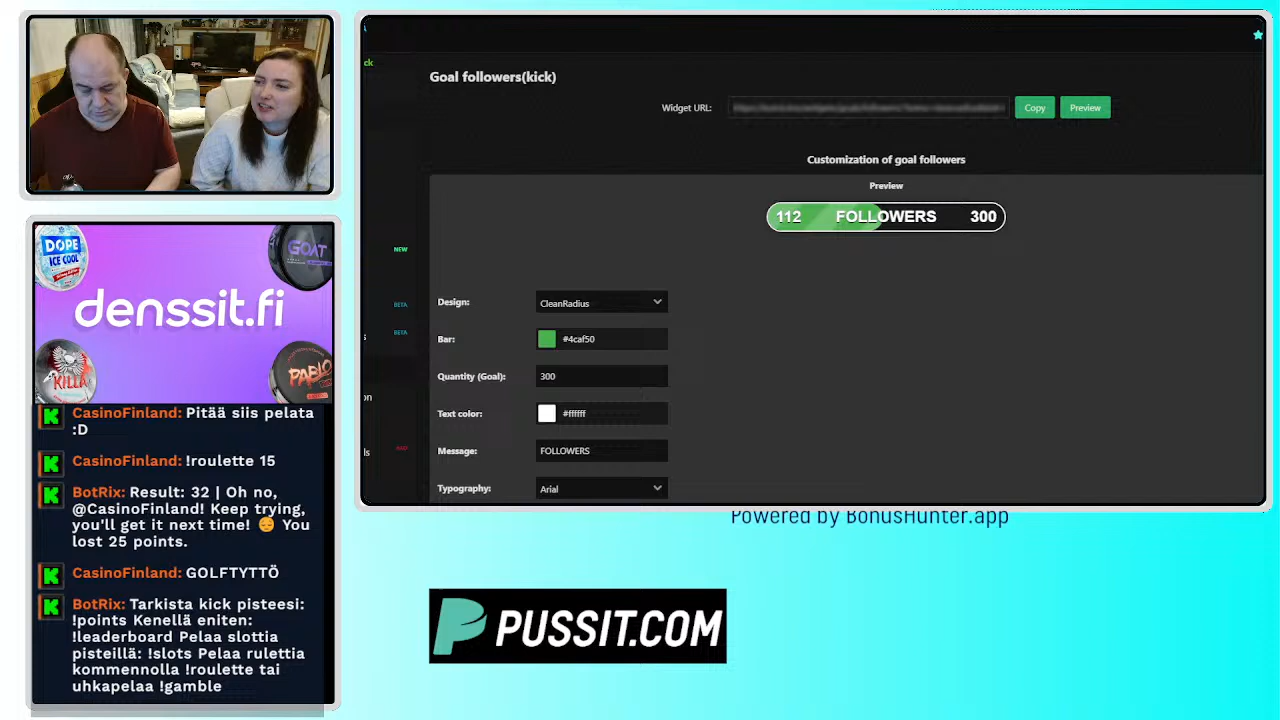 ck
Goal followers(kick)
Widget URL:
Copy
Preview
Customization of goal followers
Preview
112 FOLLOWERS 300
NEW
BETA
BETA
s
on
ls
Design: CleanRadius
Bar: #4caf50
Quantity (Goal): 300
Text color: #ffffff
Message: FOLLOWERS
Typography: Arial
DOPE
ICE COOL
GOAT
denssit.fi
KILLA
PABLO
CasinoFinland: Pitää siis pelata
:D
CasinoFinland: !roulette 15
BotRix: Result: 32 | Oh no,
@CasinoFinland! Keep trying,
you'll get it next time! 😔 You
lost 25 points.
CasinoFinland: GOLFTYTTÖ
BotRix: Tarkista kick pisteesi:
!points Kenellä eniten:
!leaderboard Pelaa slottia
pisteillä: !slots Pelaa rulettia
kommennolla !roulette tai
uhkapelaa !gamble
Powered by BonusHunter.app
PUSSIT.COM